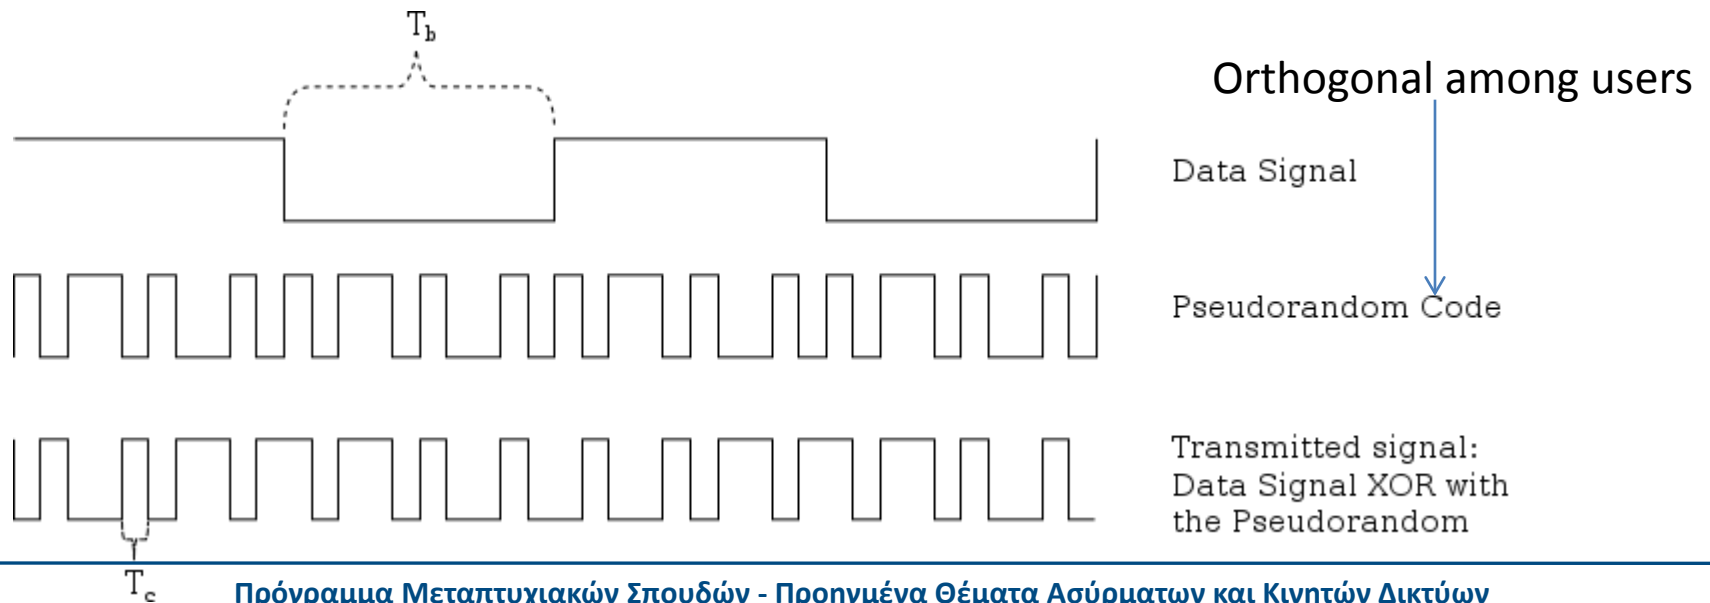 T_b
Orthogonal among users
Data Signal
Pseudorandom Code
Transmitted signal:
Data Signal XOR with
the Pseudorandom
T_c
Πρόγραμμα Μεταπτυχιακών Σπουδών - Προηγμένα Θέματα Ασύρματων και Κινητών Δικτύων